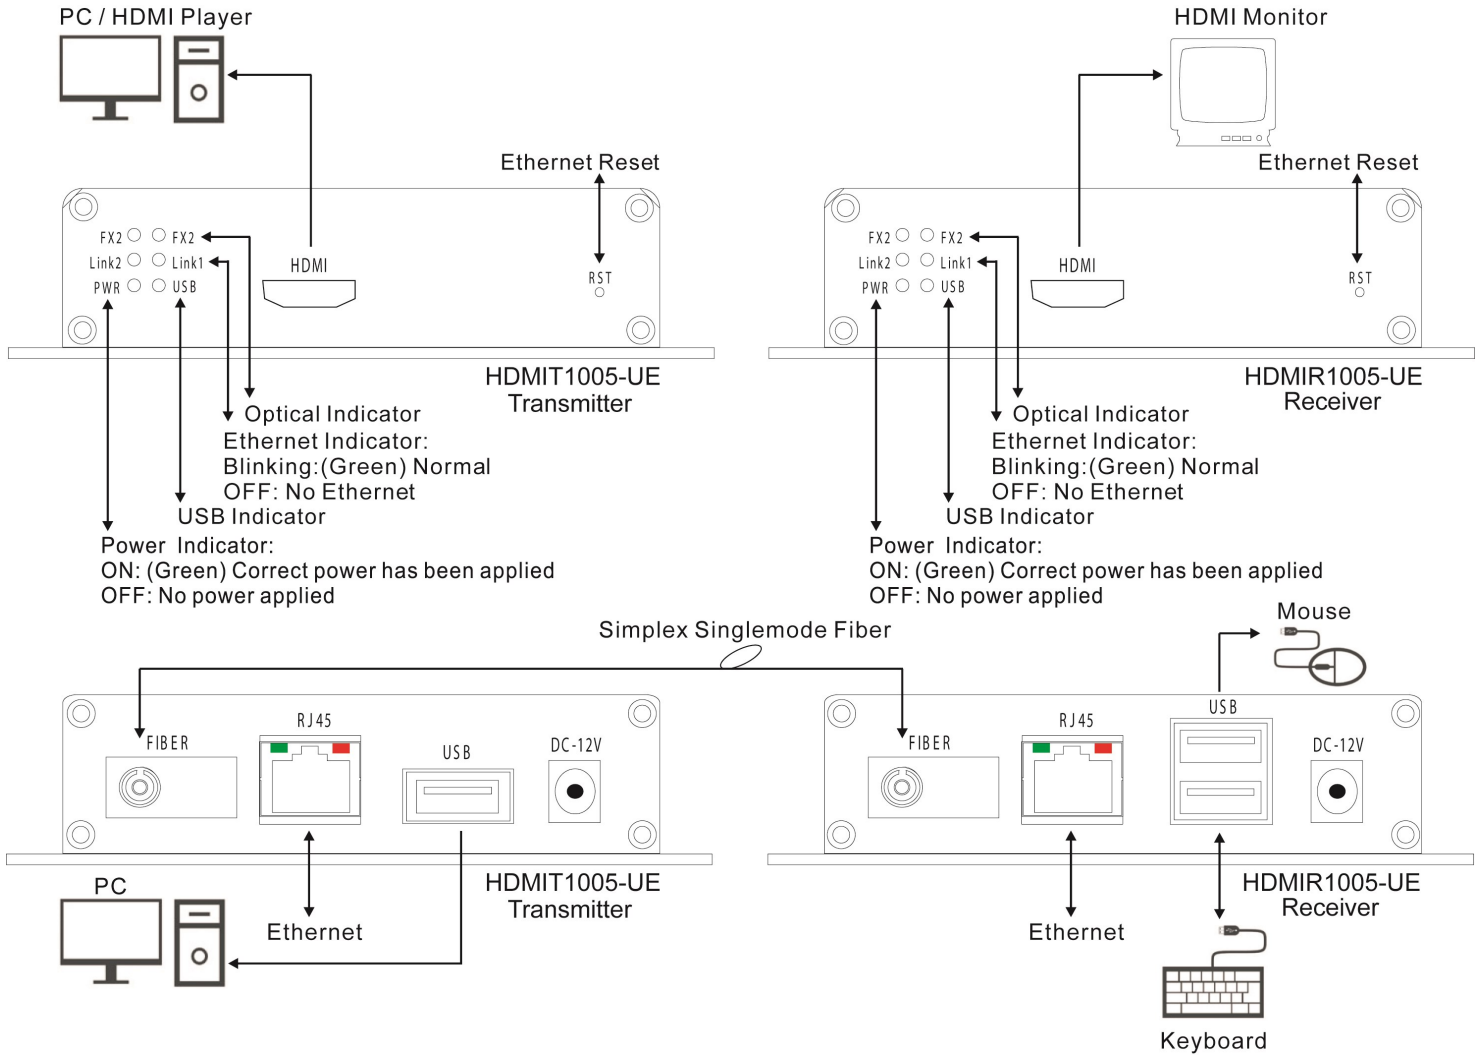 PC / HDMI Player
HDMI Monitor
Ethernet Reset
Ethernet Reset
FX2 FX2
Link2 Link1
PWR USB
HDMI
RST
FX2 FX2
Link2 Link1
PWR USB
HDMI
RST
HDMIT1005-UE
Transmitter
HDMIR1005-UE
Receiver
Optical Indicator
Ethernet Indicator:
Blinking:(Green) Normal
OFF: No Ethernet
USB Indicator
Power Indicator:
ON: (Green) Correct power has been applied
OFF: No power applied
Optical Indicator
Ethernet Indicator:
Blinking:(Green) Normal
OFF: No Ethernet
USB Indicator
Power Indicator:
ON: (Green) Correct power has been applied
OFF: No power applied
Simplex Singlemode Fiber
Mouse
FIBER
RJ45
USB
DC-12V
FIBER
RJ45
USB
DC-12V
HDMIT1005-UE
Transmitter
HDMIR1005-UE
Receiver
PC
Ethernet
Ethernet
Keyboard